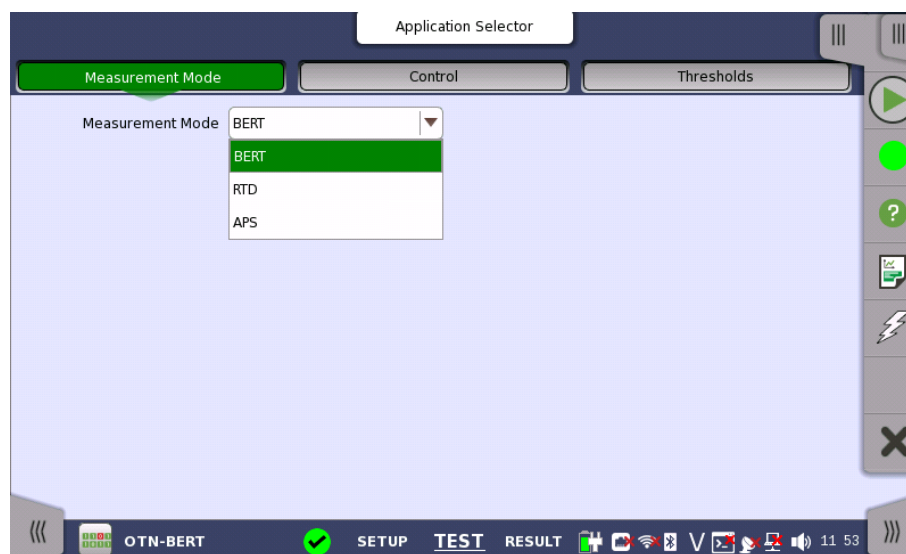 Application Selector
Measurement Mode Control Thresholds
Measurement Mode BERT
BERT
RTD
APS
OTN-BERT SETUP TEST RESULT 11 53